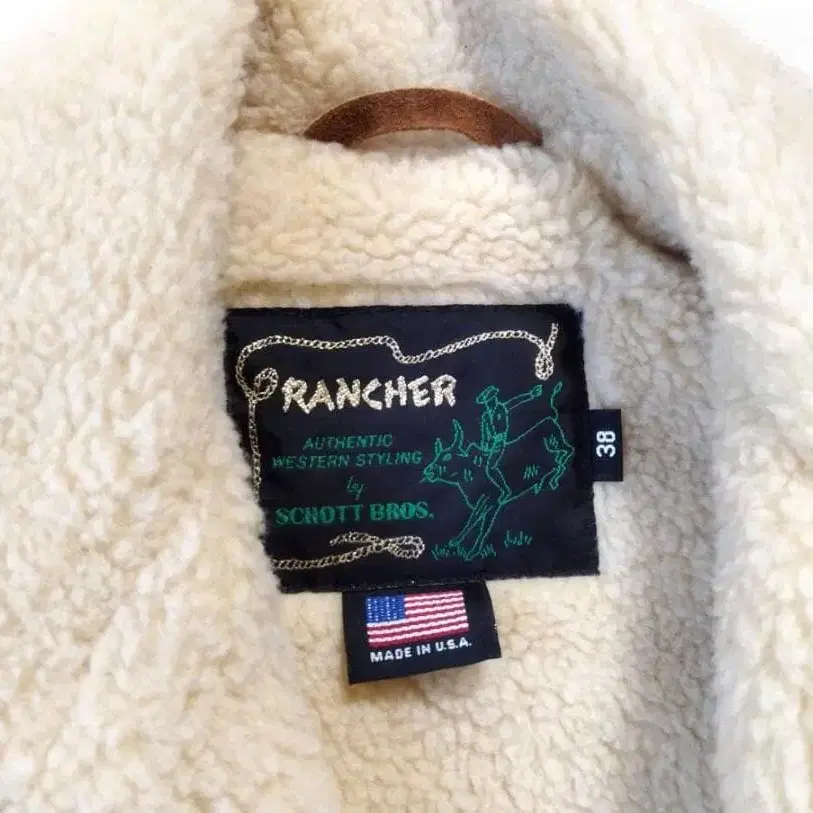 RANCHER
AUTHENTIC
WESTERN STYLING
by
SCHOTT BROS.
38
MADE IN U.S.A.